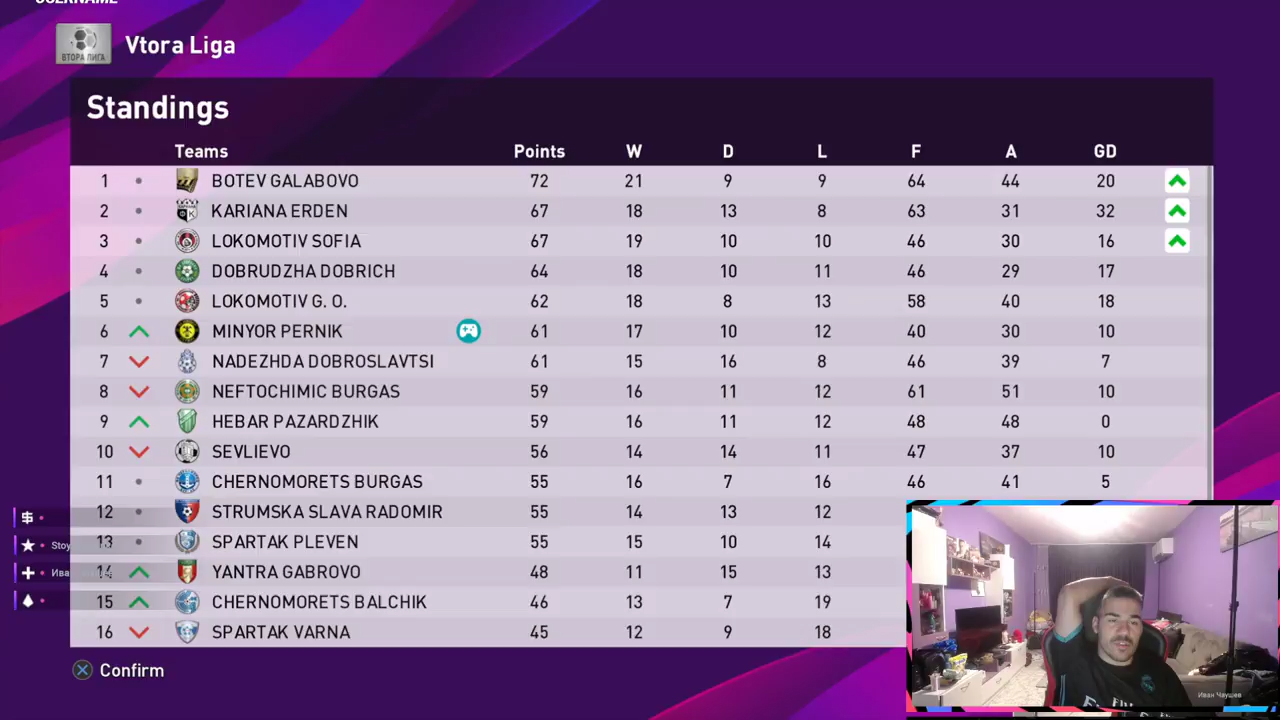 USERNAME
ВТОРА ЛИГА
Vtora Liga
Standings
Teams Points W D L F A GD
1 BOTEV GALABOVO 72 21 9 9 64 44 20
2 KARIANA ERDEN 67 18 13 8 63 31 32
3 LOKOMOTIV SOFIA 67 19 10 10 46 30 16
4 DOBRUDZHA DOBRICH 64 18 10 11 46 29 17
5 LOKOMOTIV G. O. 62 18 8 13 58 40 18
6 MINYOR PERNIK 61 17 10 12 40 30 10
7 NADEZHDA DOBROSLAVTSI 61 15 16 8 46 39 7
8 NEFTOCHIMIC BURGAS 59 16 11 12 61 51 10
9 HEBAR PAZARDZHIK 59 16 11 12 48 48 0
10 SEVLIEVO 56 14 14 11 47 37 10
11 CHERNOMORETS BURGAS 55 16 7 16 46 41 5
12 STRUMSKA SLAVA RADOMIR 55 14 13 12
13 SPARTAK PLEVEN 55 15 10 14
14 YANTRA GABROVO 48 11 15 13
15 CHERNOMORETS BALCHIK 46 13 7 19
16 SPARTAK VARNA 45 12 9 18
Confirm
Иван Чаушев